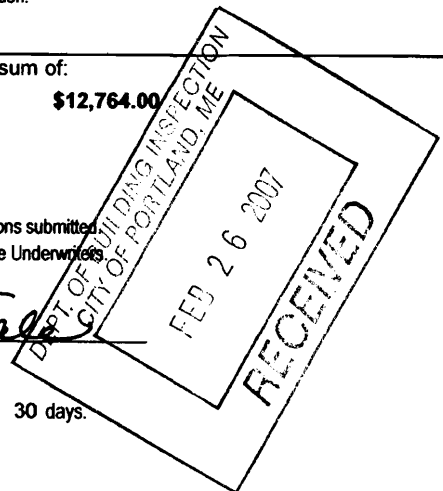 sum of:
$12,764.00
ons submitted.
e Underwriters.
30 days.
DEPT. OF BUILDING INSPECTION
CITY OF PORTLAND, ME
FEB 26 2007
RECEIVED